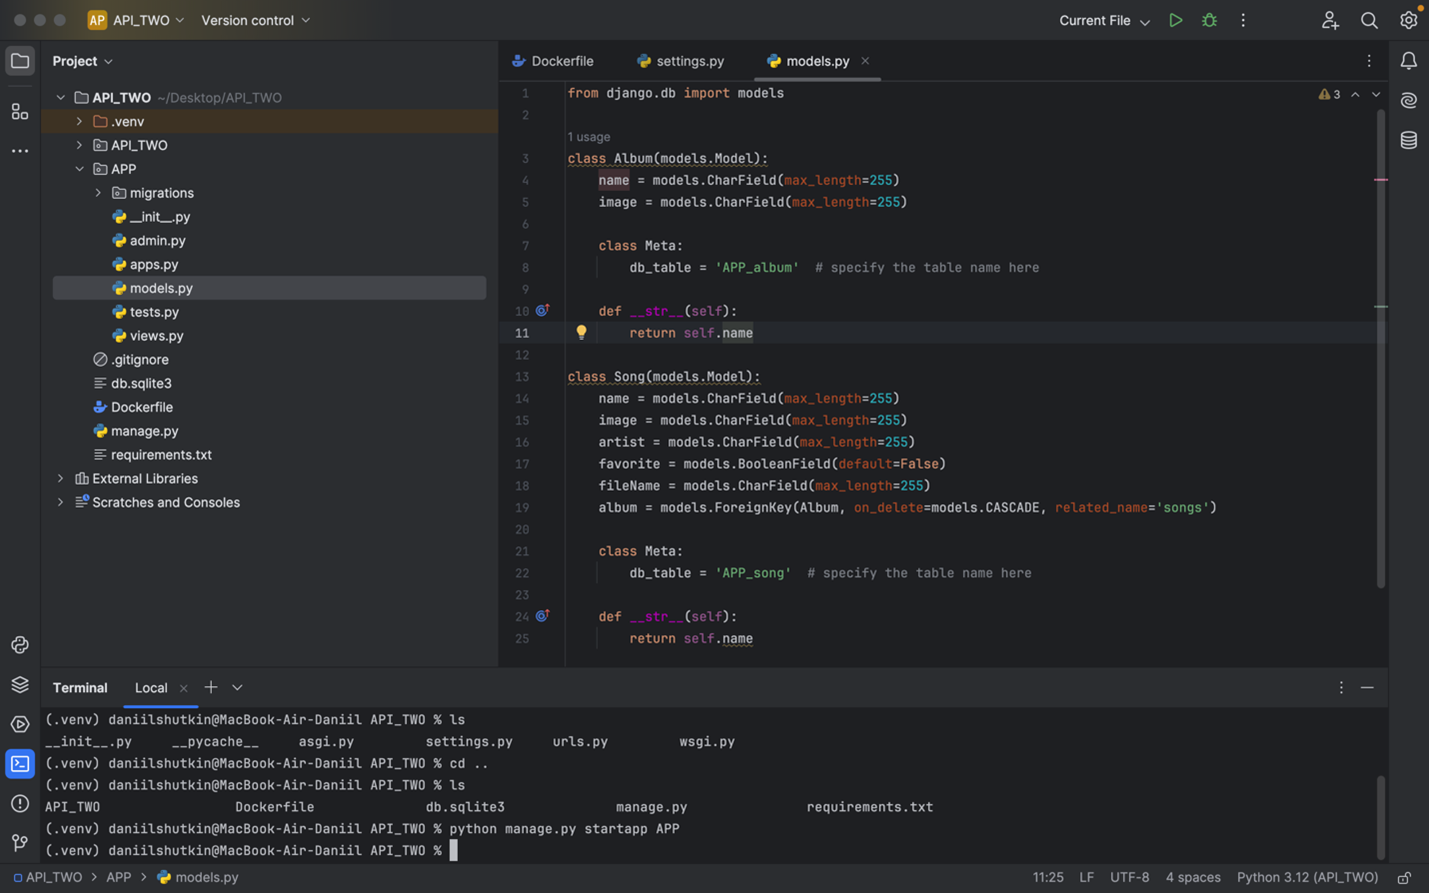 AP API_TWO Version control Current File
Project
API_TWO ~/Desktop/API_TWO
.venv
API_TWO
APP
migrations
__init__.py
admin.py
apps.py
models.py
tests.py
views.py
.gitignore
db.sqlite3
Dockerfile
manage.py
requirements.txt
External Libraries
Scratches and Consoles
Dockerfile settings.py models.py
3
1 from django.db import models
2
1 usage
3 class Album(models.Model):
4 name = models.CharField(max_length=255)
5 image = models.CharField(max_length=255)
6
7 class Meta:
8 db_table = 'APP_album' # specify the table name here
9
10 def __str__(self):
11 return self.name
12
13 class Song(models.Model):
14 name = models.CharField(max_length=255)
15 image = models.CharField(max_length=255)
16 artist = models.CharField(max_length=255)
17 favorite = models.BooleanField(default=False)
18 fileName = models.CharField(max_length=255)
19 album = models.ForeignKey(Album, on_delete=models.CASCADE, related_name='songs')
20
21 class Meta:
22 db_table = 'APP_song' # specify the table name here
23
24 def __str__(self):
25 return self.name
Terminal Local
(.venv) daniilshutkin@MacBook-Air-Daniil API_TWO % ls
__init__.py __pycache__ asgi.py settings.py urls.py wsgi.py
(.venv) daniilshutkin@MacBook-Air-Daniil API_TWO % cd ..
(.venv) daniilshutkin@MacBook-Air-Daniil API_TWO % ls
API_TWO Dockerfile db.sqlite3 manage.py requirements.txt
(.venv) daniilshutkin@MacBook-Air-Daniil API_TWO % python manage.py startapp APP
(.venv) daniilshutkin@MacBook-Air-Daniil API_TWO %
API_TWO > APP > models.py 11:25 LF UTF-8 4 spaces Python 3.12 (API_TWO)